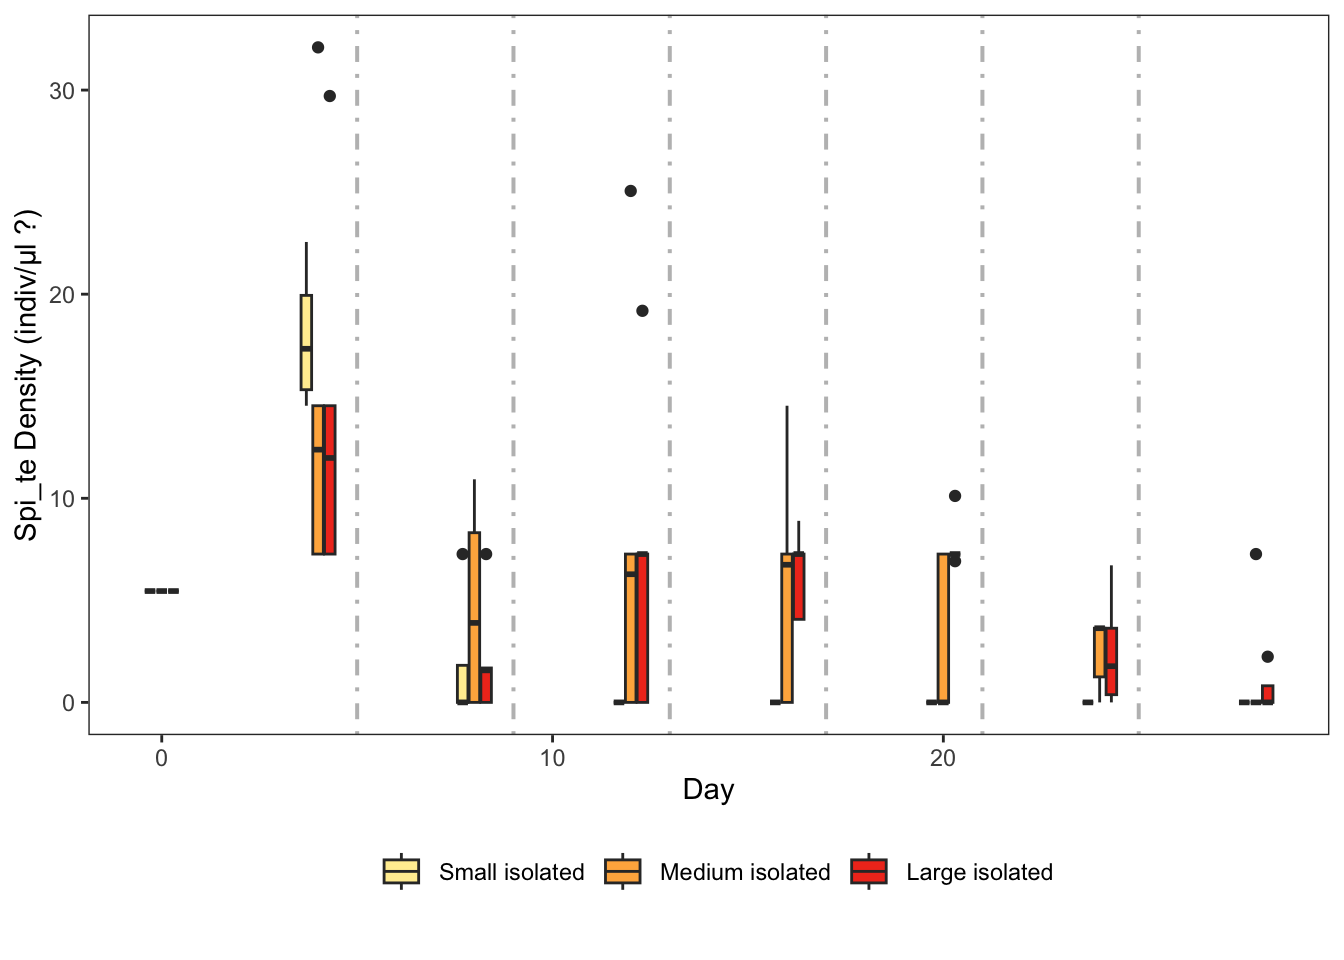 Spi_te Density (indiv/µl ?)
30
20
10
0
0 10 20
Day
Small isolated Medium isolated Large isolated